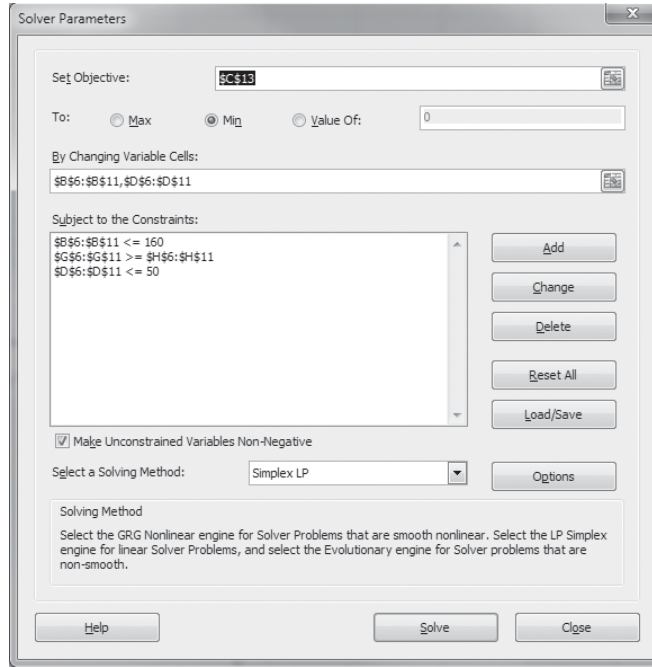 Solver Parameters
Set Objective: $C$13
To: Max Min Value Of: 0
By Changing Variable Cells:
$B$6:$B$11,$D$6:$D$11
Subject to the Constraints:
$B$6:$B$11 <= 160
$G$6:$G$11 >= $H$6:$H$11
$D$6:$D$11 <= 50
Add
Change
Delete
Reset All
Load/Save
Make Unconstrained Variables Non-Negative
Select a Solving Method: Simplex LP Options
Solving Method
Select the GRG Nonlinear engine for Solver Problems that are smooth nonlinear. Select the LP Simplex
engine for linear Solver Problems, and select the Evolutionary engine for Solver problems that are
non-smooth.
Help Solve Close